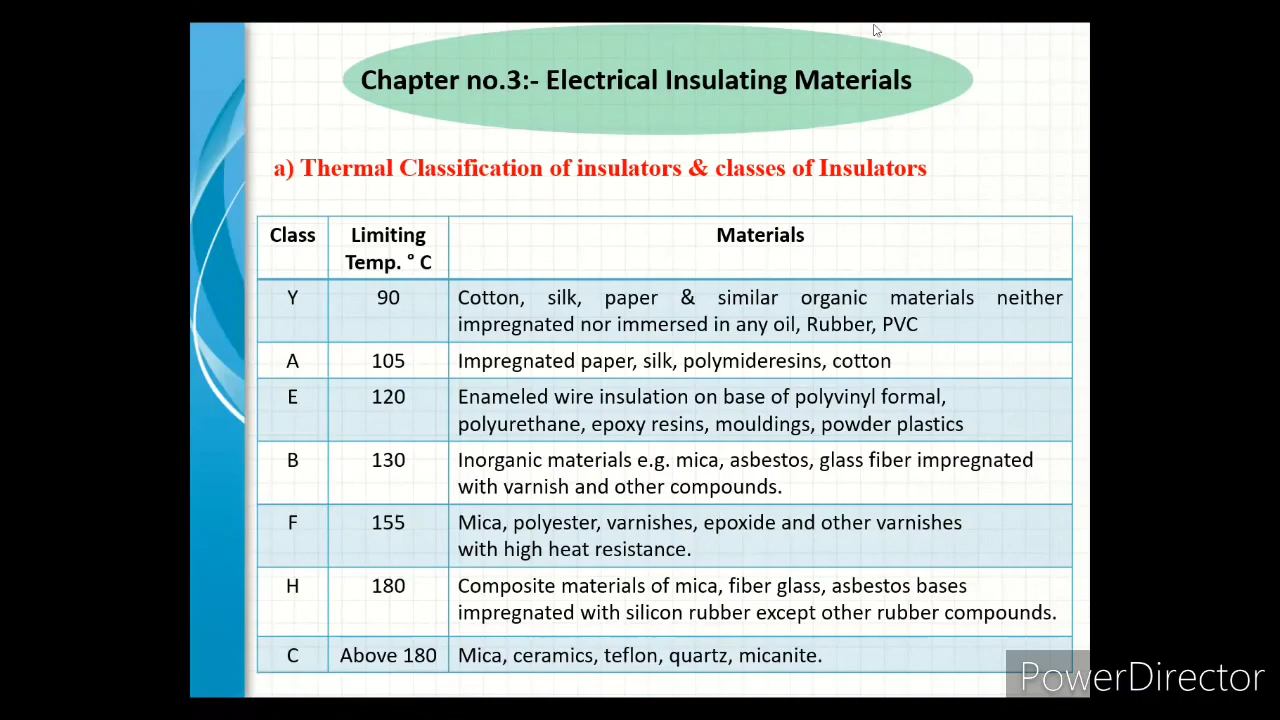 Chapter no.3:- Electrical Insulating Materials
a) Thermal Classification of insulators & classes of Insulators
Class Limiting Temp. ° C Materials
Y 90 Cotton, silk, paper & similar organic materials neither
impregnated nor immersed in any oil, Rubber, PVC
A 105 Impregnated paper, silk, polymideresins, cotton
E 120 Enameled wire insulation on base of polyvinyl formal,
polyurethane, epoxy resins, mouldings, powder plastics
B 130 Inorganic materials e.g. mica, asbestos, glass fiber impregnated
with varnish and other compounds.
F 155 Mica, polyester, varnishes, epoxide and other varnishes
with high heat resistance.
H 180 Composite materials of mica, fiber glass, asbestos bases
impregnated with silicon rubber except other rubber compounds.
C Above 180 Mica, ceramics, teflon, quartz, micanite.
PowerDirector